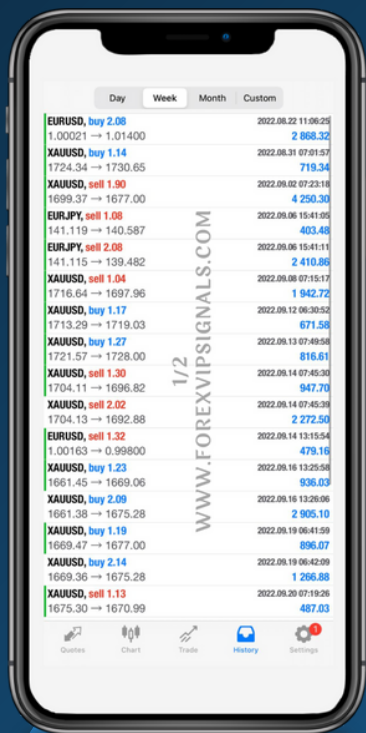 Day Week Month Custom
EURUSD, buy 2.08 2022.08.22 11:06:25
1.00021 → 1.01400 2 868.32
XAUUSD, buy 1.14 2022.08.31 07:01:57
1724.34 → 1730.65 719.34
XAUUSD, sell 1.90 2022.09.02 07:23:18
1699.37 → 1677.00 4 250.30
EURJPY, sell 1.08 2022.09.06 15:41:05
141.119 → 140.587 403.48
EURJPY, sell 2.08 2022.09.06 15:41:11
141.115 → 139.482 2 410.86
XAUUSD, sell 1.04 2022.09.08 07:15:17
1716.64 → 1697.96 1 942.72
XAUUSD, buy 1.17 2022.09.12 06:30:52
1713.29 → 1719.03 671.58
XAUUSD, buy 1.27 2022.09.13 07:49:58
1721.57 → 1728.00 816.61
XAUUSD, sell 1.30 2022.09.14 07:45:30
1704.11 → 1696.82 947.70
XAUUSD, sell 2.02 2022.09.14 07:45:39
1704.13 → 1692.88 2 272.50
EURUSD, sell 1.32 2022.09.14 13:15:54
1.00163 → 0.99800 479.16
XAUUSD, buy 1.23 2022.09.16 13:25:58
1661.45 → 1669.06 936.03
XAUUSD, buy 2.09 2022.09.16 13:26:06
1661.38 → 1675.28 2 905.10
XAUUSD, buy 1.19 2022.09.19 06:41:59
1669.47 → 1677.00 896.07
XAUUSD, buy 2.14 2022.09.19 06:42:09
1669.36 → 1675.28 1 266.88
XAUUSD, sell 1.13 2022.09.20 07:19:26
1675.30 → 1670.99 487.03
1/2
WWW.FOREXVIPSIGNALS.COM
1
Quotes Chart Trade History Settings